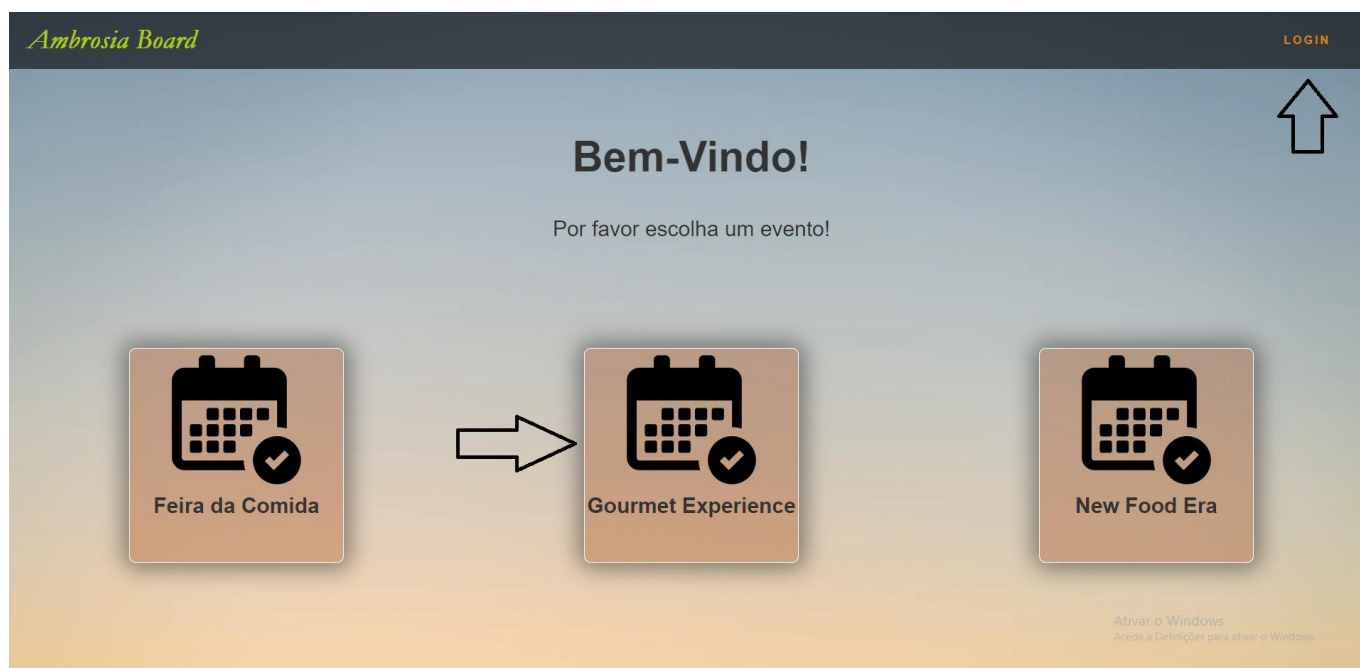 Ambrosia Board
LOGIN
Bem-Vindo!
Por favor escolha um evento!
Feira da Comida
Gourmet Experience
New Food Era
Ativar o Windows
Aceda a Definições para ativar o Windows.